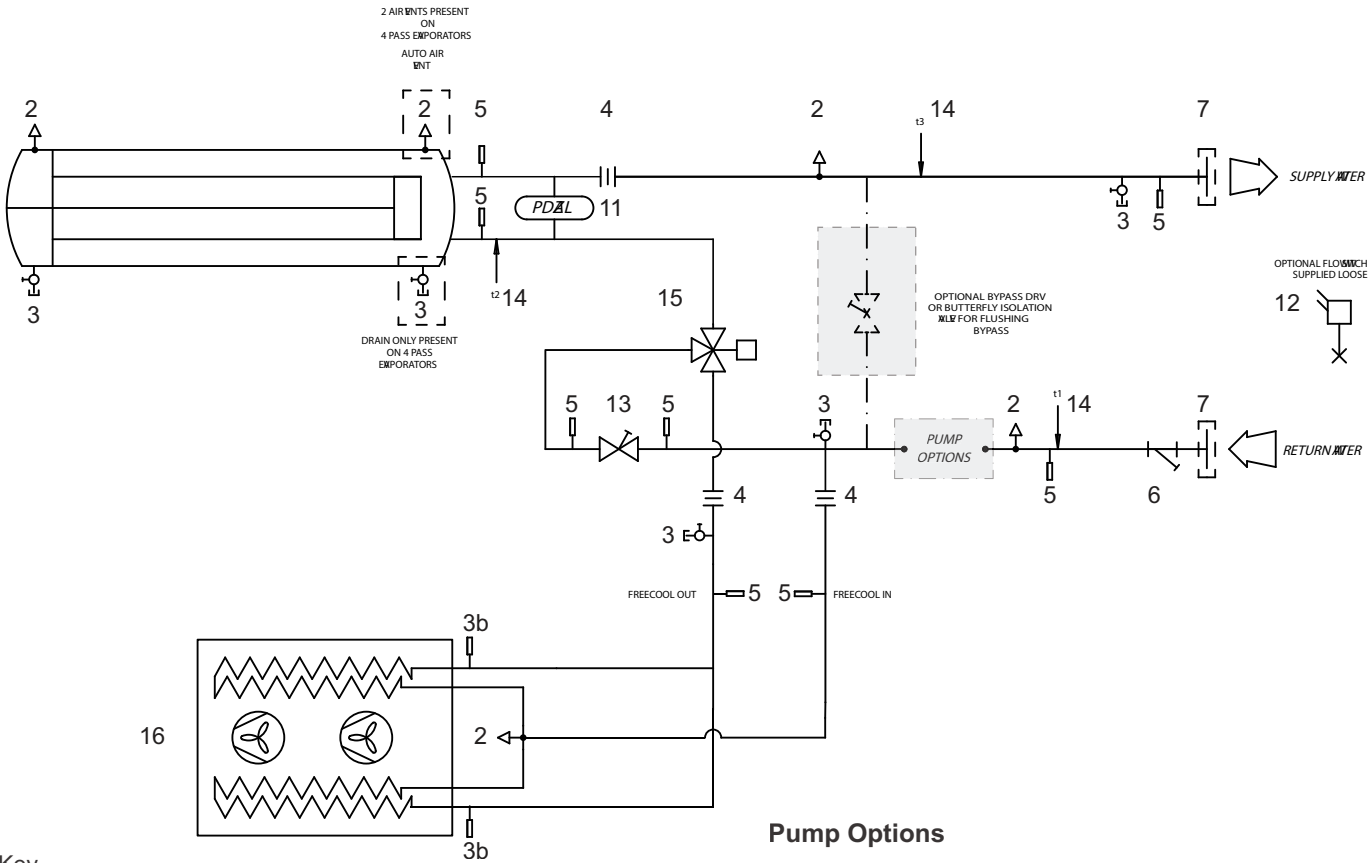 2 AIR VENTS PRESENT
ON
4 PASS EVAPORATORS
AUTO AIR
VENT
2
2
5
4
2
t3 14
7
5
PDZAL
11
3
5
SUPPLY WATER
3
t2 14
3
15
DRAIN ONLY PRESENT
ON 4 PASS
EVAPORATORS
OPTIONAL BYPASS DRV
OR BUTTERFLY ISOLATION
VALVE FOR FLUSHING
BYPASS
OPTIONAL FLOW SWITCH
SUPPLIED LOOSE
12
5
13
5
3
PUMP
OPTIONS
2
t1 14
7
RETURN WATER
5
6
4
4
3
FREECOOL OUT
5
5
FREECOOL IN
3b
16
2
3b
Pump Options
Key